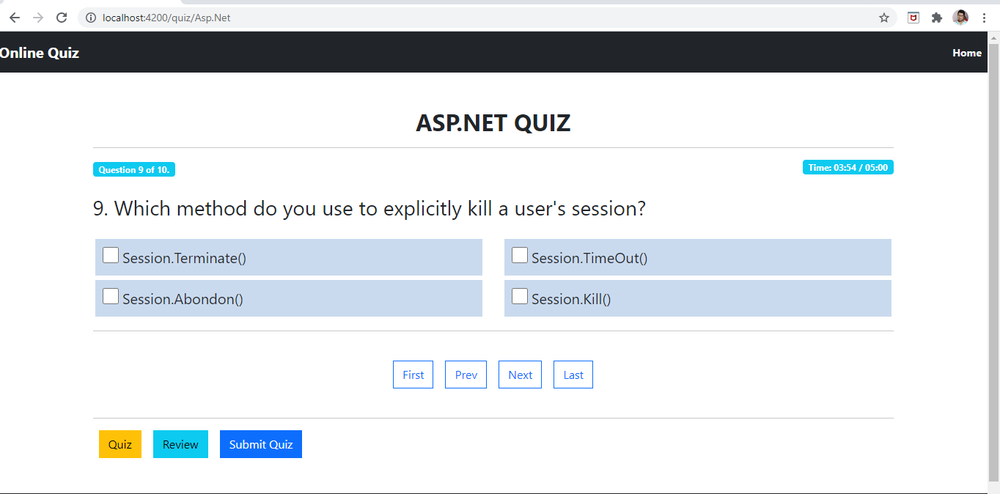 localhost:4200/quiz/Asp.Net
Online Quiz
Home
ASP.NET QUIZ
Question 9 of 10.
Time: 03:54 / 05:00
9. Which method do you use to explicitly kill a user's session?
Session.Terminate()
Session.TimeOut()
Session.Abondon()
Session.Kill()
First
Prev
Next
Last
Quiz
Review
Submit Quiz